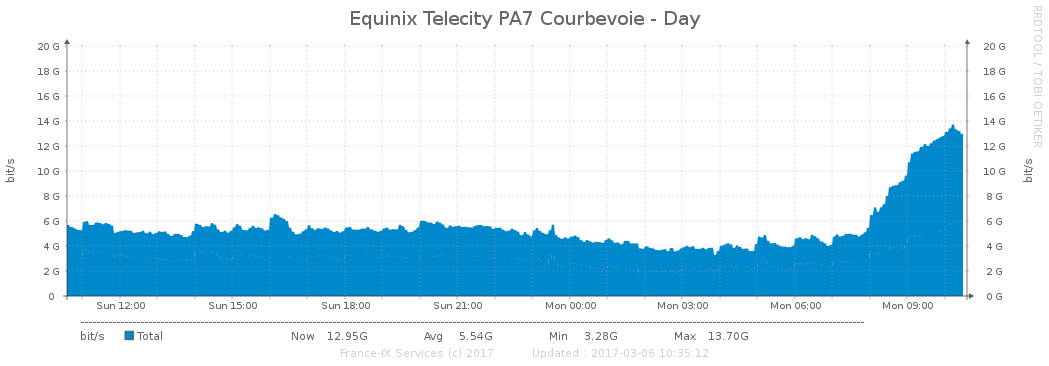 Equinix Telecity PA7 Courbevoie - Day
RRDTOOL / TOBI OETIKER
bit/s
20 G 20 G
18 G 18 G
16 G 16 G
14 G 14 G
12 G 12 G
10 G 10 G
8 G 8 G
6 G 6 G
4 G 4 G
2 G 2 G
0 0 G
bit/s
Sun 12:00 Sun 15:00 Sun 18:00 Sun 21:00 Mon 00:00 Mon 03:00 Mon 06:00 Mon 09:00
bit/s Total Now 12.95G Avg 5.54G Min 3.28G Max 13.70G
France-IX Services (c) 2017 Updated : 2017-03-06 10:35:12